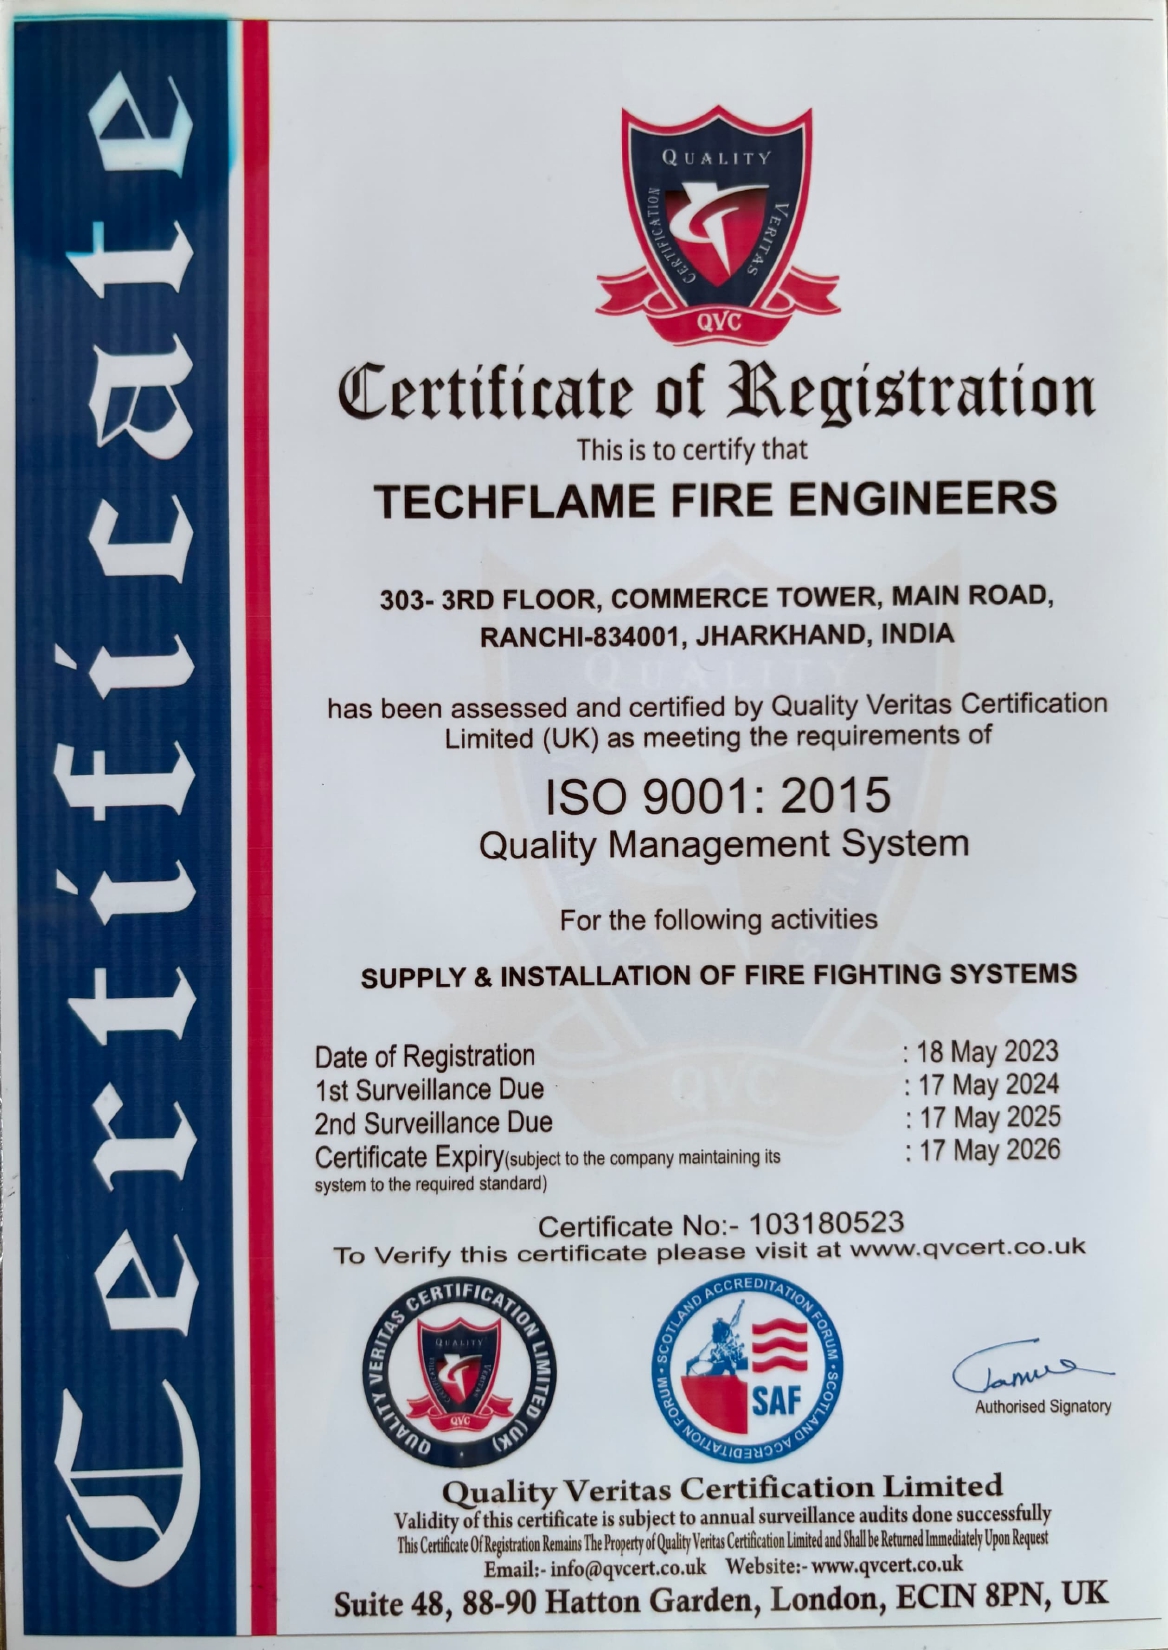 Certificate
QUALITY
CERTIFICATION
VERITAS
QVC
Certificate of Registration
This is to certify that
TECHFLAME FIRE ENGINEERS
303- 3RD FLOOR, COMMERCE TOWER, MAIN ROAD,
RANCHI-834001, JHARKHAND, INDIA
QUALITY
has been assessed and certified by Quality Veritas Certification
Limited (UK) as meeting the requirements of
ISO 9001: 2015
Quality Management System
For the following activities
SUPPLY & INSTALLATION OF FIRE FIGHTING SYSTEMS
Date of Registration : 18 May 2023
1st Surveillance Due : 17 May 2024
QVC
2nd Surveillance Due : 17 May 2025
Certificate Expiry(subject to the company maintaining its : 17 May 2026
system to the required standard)
Certificate No:- 103180523
To Verify this certificate please visit at www.qvcert.co.uk
QUALITY VERITAS CERTIFICATION LIMITED (UK)
QUALITY
CERTIFICATION
VERITAS
QVC
SCOTLAND ACCREDITATION FORUM • SCOTLAND ACCREDITATION FORUM •
SAF
Authorised Signatory
Quality Veritas Certification Limited
Validity of this certificate is subject to annual surveillance audits done successfully
This Certificate Of Registration Remains The Property of Quality Veritas Certification Limited and Shall be Returned Immediately Upon Request
Email:- info@qvcert.co.uk Website:- www.qvcert.co.uk
Suite 48, 88-90 Hatton Garden, London, ECIN 8PN, UK